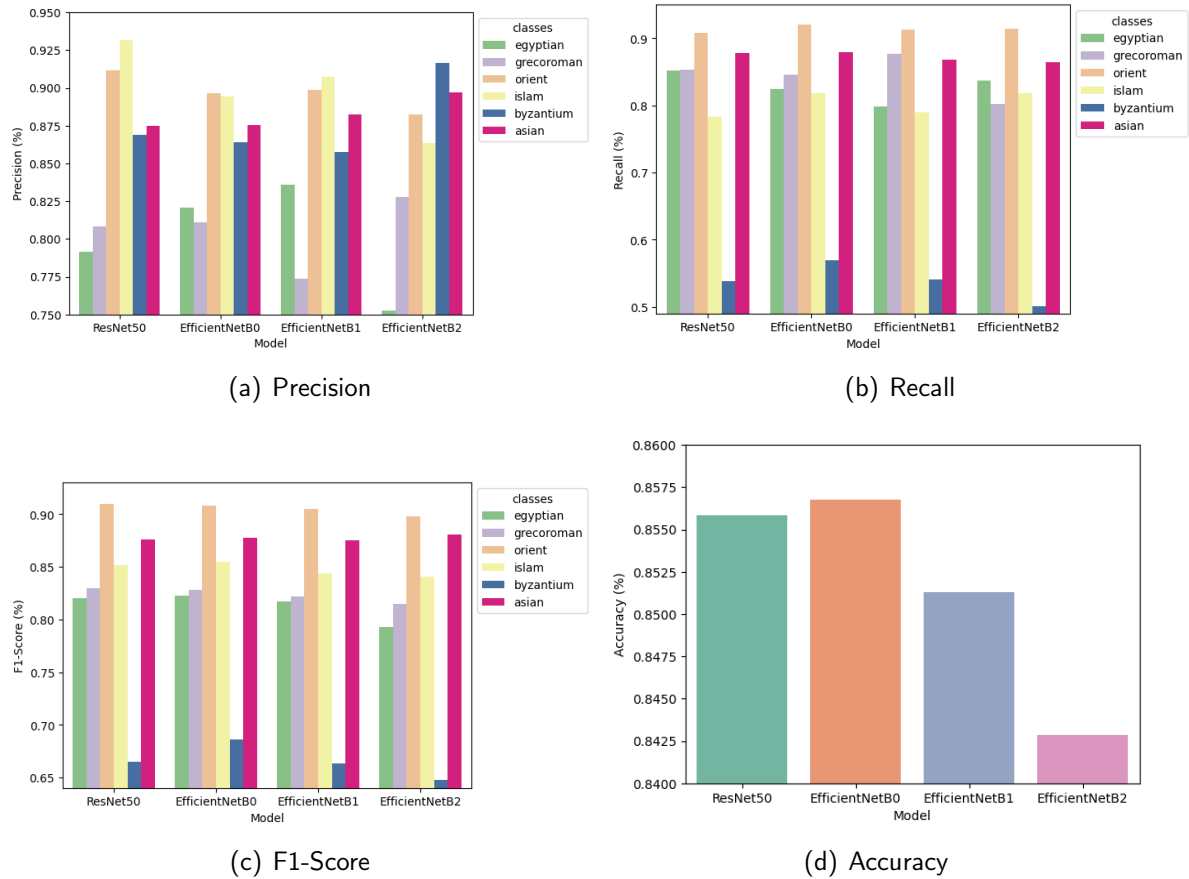 0.950
0.925
0.900
0.875
0.850
0.825
0.800
0.775
0.750
Precision (%)
ResNet50 EfficientNetB0 EfficientNetB1 EfficientNetB2
Model
classes
egyptian
grecoroman
orient
islam
byzantium
asian
(a) Precision
0.9
0.8
0.7
0.6
0.5
Recall (%)
ResNet50 EfficientNetB0 EfficientNetB1 EfficientNetB2
Model
classes
egyptian
grecoroman
orient
islam
byzantium
asian
(b) Recall
0.90
0.85
0.80
0.75
0.70
0.65
F1-Score (%)
ResNet50 EfficientNetB0 EfficientNetB1 EfficientNetB2
Model
classes
egyptian
grecoroman
orient
islam
byzantium
asian
(c) F1-Score
0.8600
0.8575
0.8550
0.8525
0.8500
0.8475
0.8450
0.8425
0.8400
Accuracy (%)
ResNet50 EfficientNetB0 EfficientNetB1 EfficientNetB2
Model
(d) Accuracy